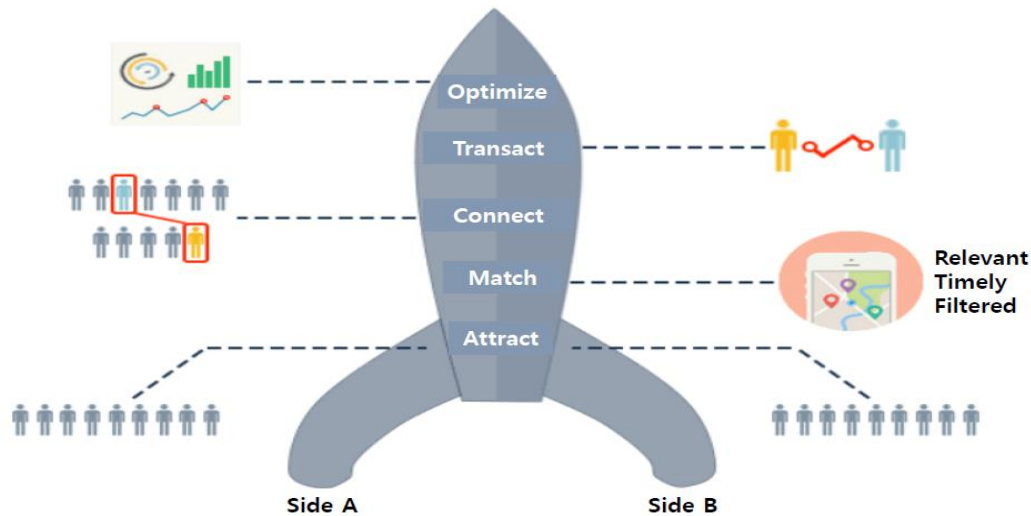 Optimize
Transact
Connect
Match
Relevant
Timely
Filtered
Attract
Side A
Side B